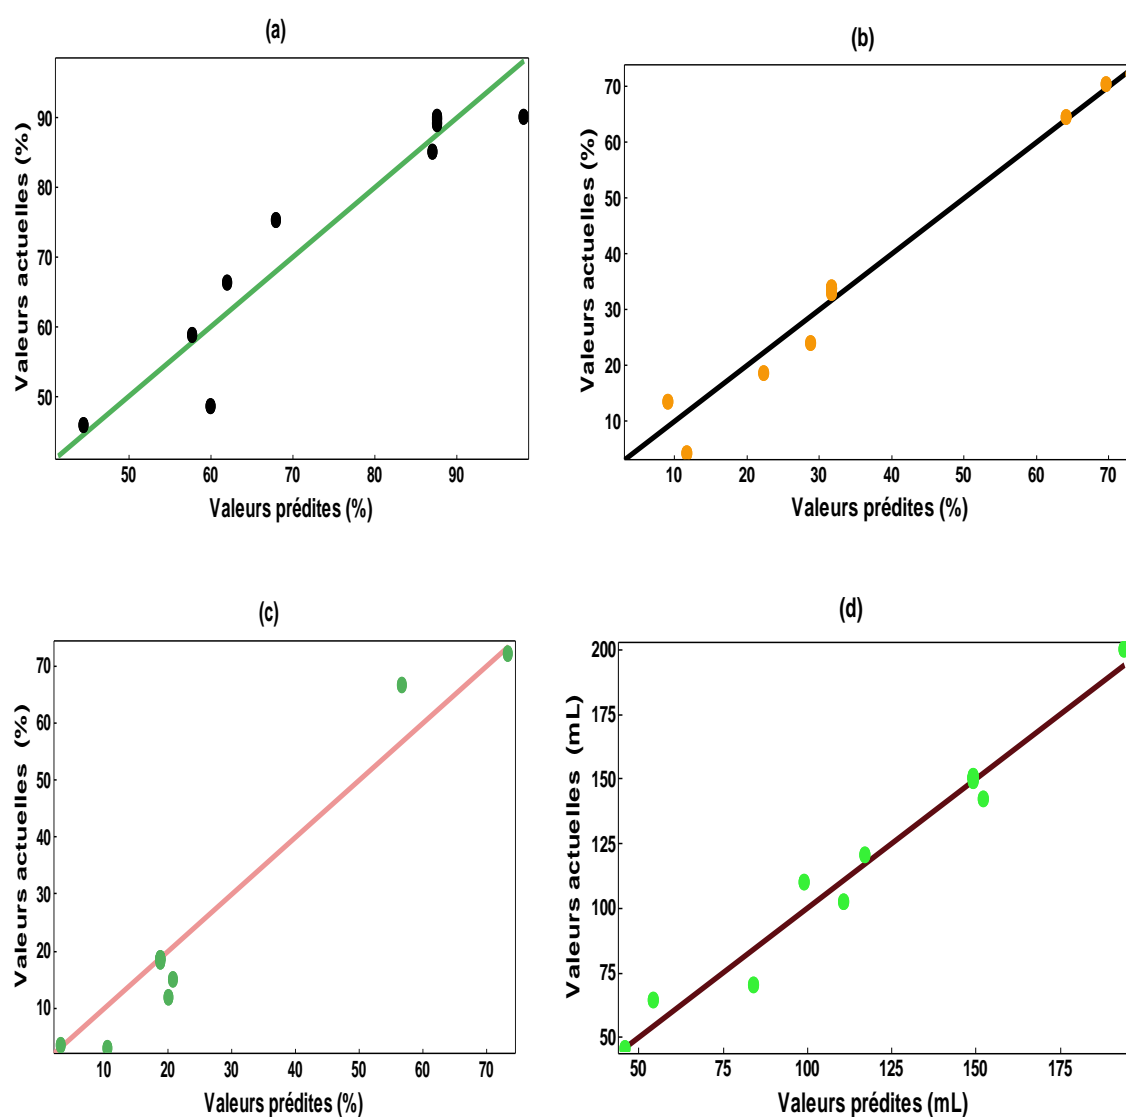 (a)
Valeurs actuelles (%)
90
80
70
60
50
50 60 70 80 90
Valeurs prédites (%)
(b)
Valeurs actuelles (%)
70
60
50
40
30
20
10
10 20 30 40 50 60 70
Valeurs prédites (%)
(c)
Valeurs actuelles (%)
70
60
50
40
30
20
10
10 20 30 40 50 60 70
Valeurs prédites (%)
(d)
Valeurs actuelles (mL)
200
175
150
125
100
75
50
50 75 100 125 150 175
Valeurs prédites (mL)